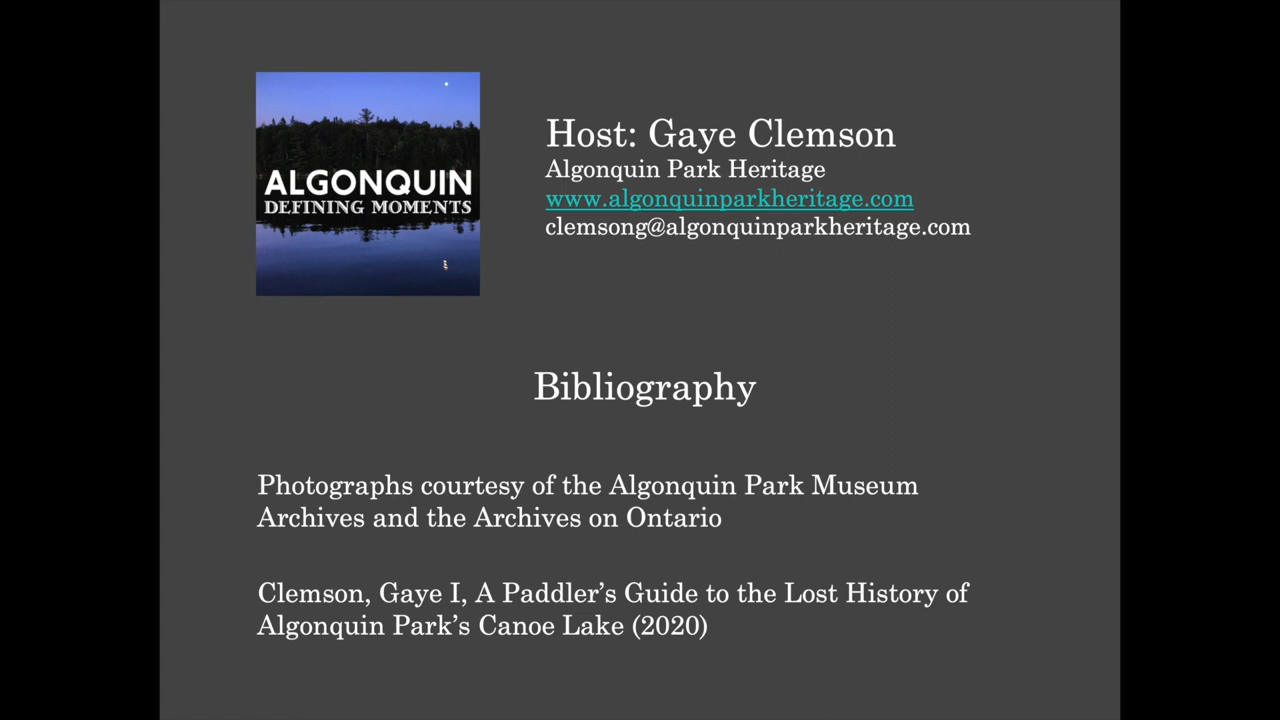 ALGONQUIN
DEFINING MOMENTS
Host: Gaye Clemson
Algonquin Park Heritage
www.algonquinparkheritage.com
clemsong@algonquinparkheritage.com
Bibliography
Photographs courtesy of the Algonquin Park Museum
Archives and the Archives on Ontario
Clemson, Gaye I, A Paddler’s Guide to the Lost History of
Algonquin Park’s Canoe Lake (2020)